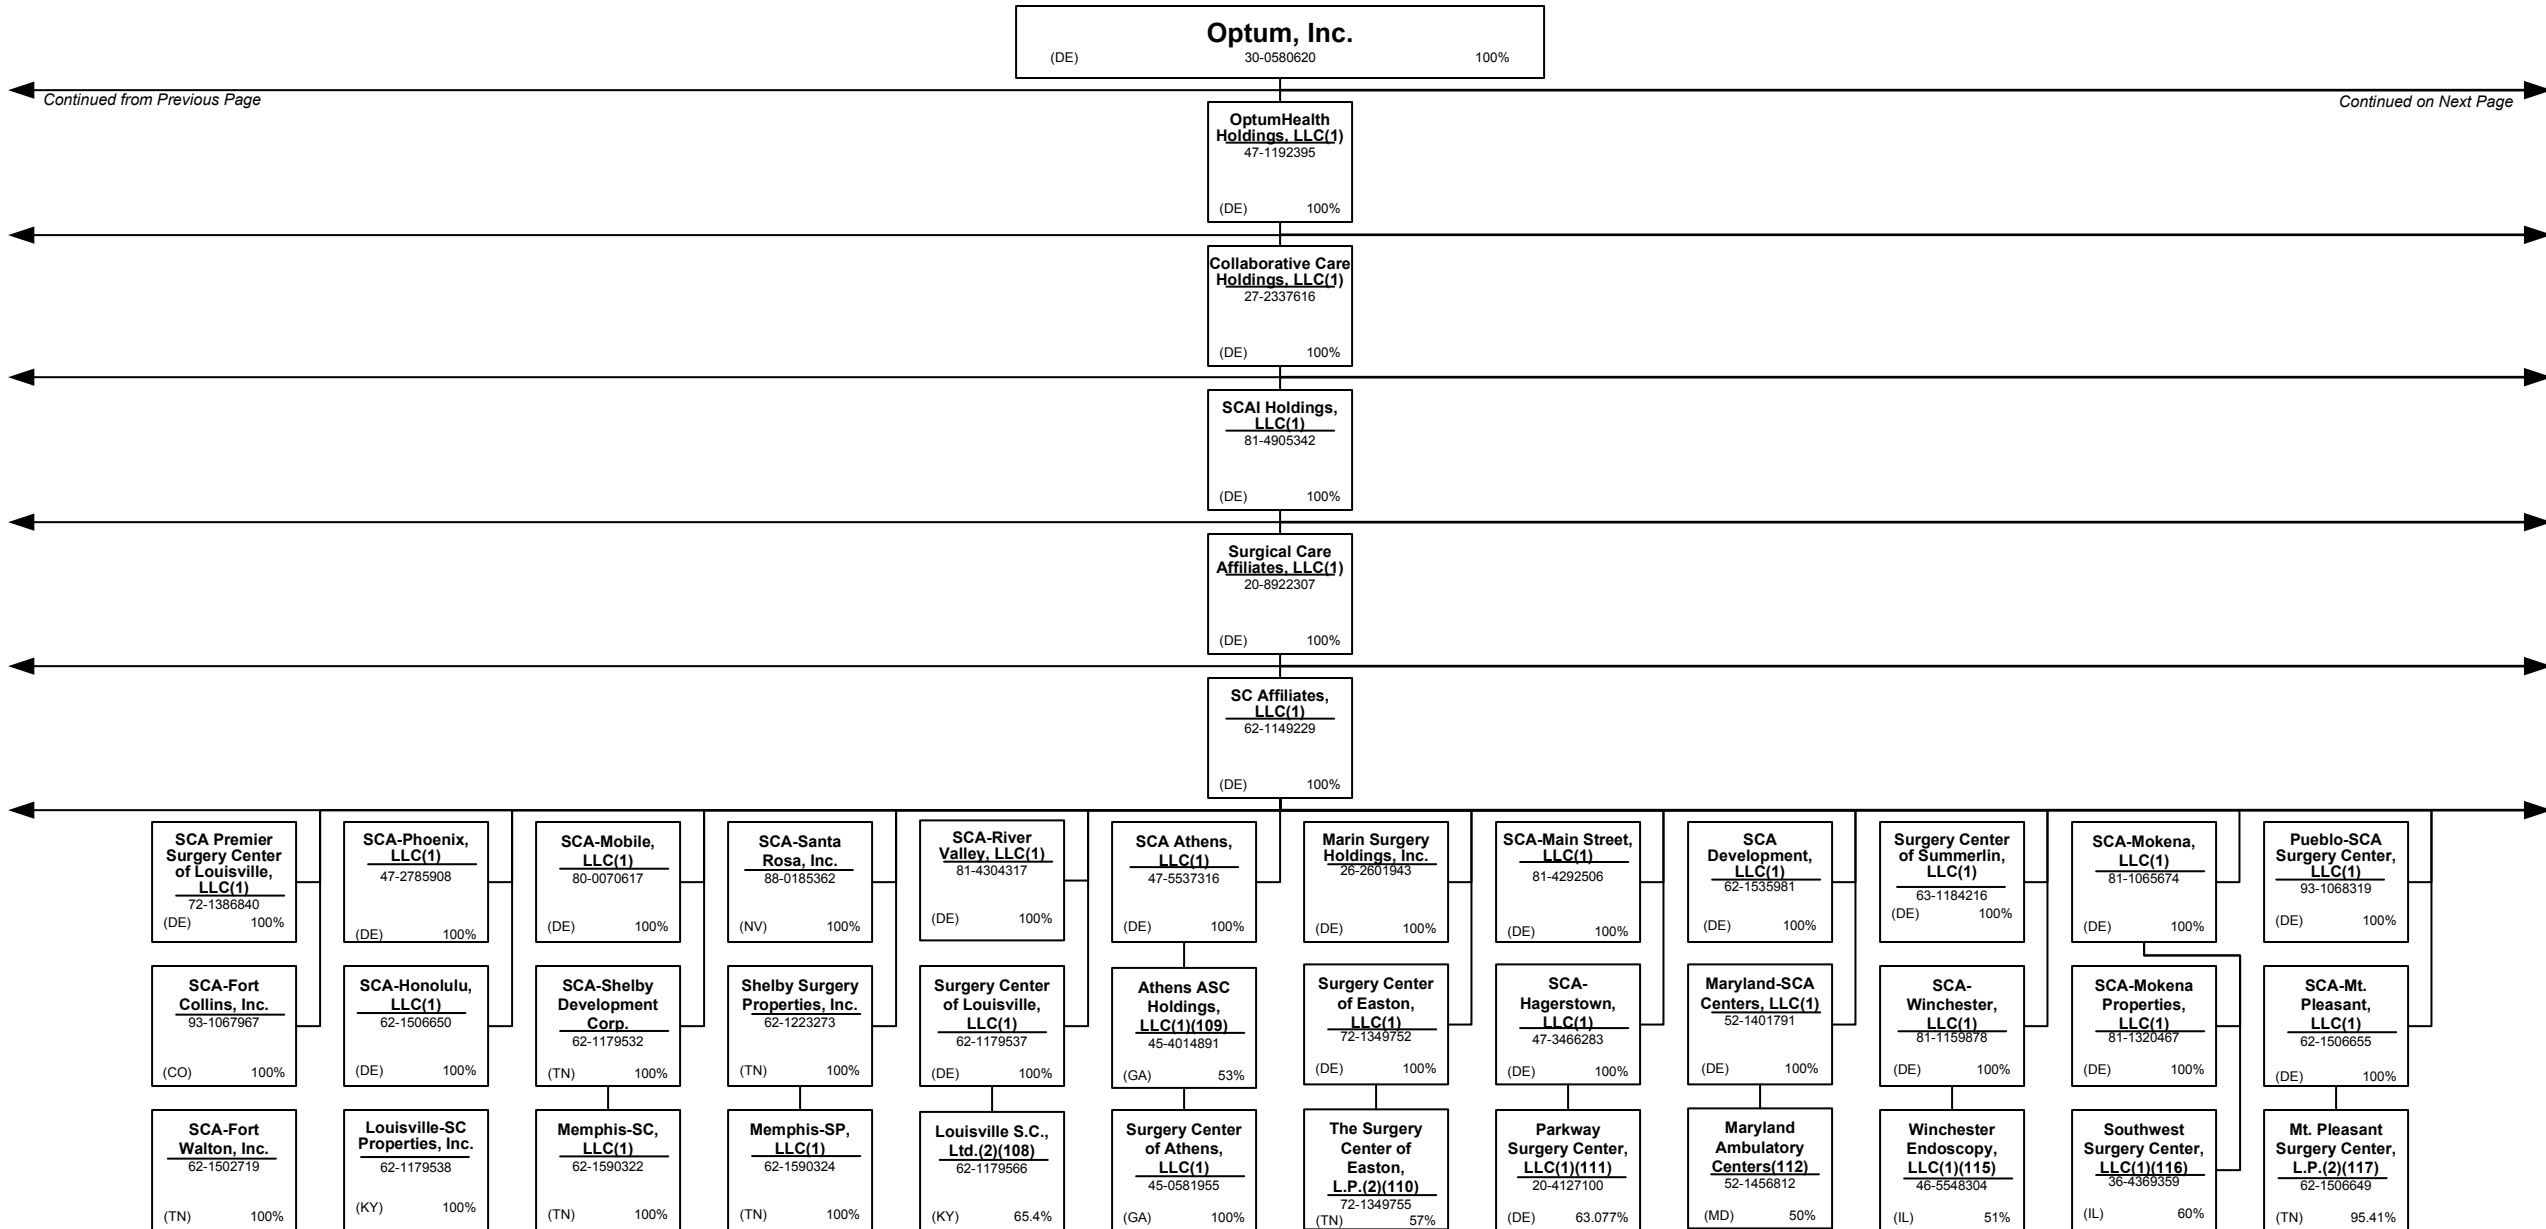 Optum, Inc.
(DE) 30-0580620 100%
Continued from Previous Page
Continued on Next Page
OptumHealth
Holdings, LLC(1)
47-1192395
(DE) 100%
Collaborative Care
Holdings, LLC(1)
27-2337616
(DE) 100%
SCAI Holdings,
LLC(1)
81-4905342
(DE) 100%
Surgical Care
Affiliates, LLC(1)
20-8922307
(DE) 100%
SC Affiliates,
LLC(1)
62-1149229
(DE) 100%
SCA Premier
Surgery Center
of Louisville,
LLC(1)
72-1386840
(DE) 100%
SCA-Phoenix,
LLC(1)
47-2785908
(DE) 100%
SCA-Mobile,
LLC(1)
80-0070617
(DE) 100%
SCA-Santa
Rosa, Inc.
88-0185362
(NV) 100%
SCA-River
Valley, LLC(1)
81-4304317
(DE) 100%
SCA Athens,
LLC(1)
47-5537316
(DE) 100%
Marin Surgery
Holdings, Inc.
26-2601943
(DE) 100%
SCA-Main Street,
LLC(1)
81-4292506
(DE) 100%
SCA
Development,
LLC(1)
62-1535981
(DE) 100%
Surgery Center
of Summerlin,
LLC(1)
63-1184216
(DE) 100%
SCA-Mokena,
LLC(1)
81-1065674
(DE) 100%
Pueblo-SCA
Surgery Center,
LLC(1)
93-1068319
(DE) 100%
SCA-Fort
Collins, Inc.
93-1067967
(CO) 100%
SCA-Honolulu,
LLC(1)
62-1506650
(DE) 100%
SCA-Shelby
Development
Corp.
62-1179532
(TN) 100%
Shelby Surgery
Properties, Inc.
62-1223273
(TN) 100%
Surgery Center
of Louisville,
LLC(1)
62-1179537
(DE) 100%
Athens ASC
Holdings,
LLC(1)(109)
45-4014891
(GA) 53%
Surgery Center
of Easton,
LLC(1)
72-1349752
(DE) 100%
SCA-
Hagerstown,
LLC(1)
47-3466283
(DE) 100%
Maryland-SCA
Centers, LLC(1)
52-1401791
(DE) 100%
SCA-
Winchester,
LLC(1)
81-1159878
(DE) 100%
SCA-Mokena
Properties,
LLC(1)
81-1320467
(DE) 100%
SCA-Mt.
Pleasant,
LLC(1)
62-1506655
(DE) 100%
SCA-Fort
Walton, Inc.
62-1502719
(TN) 100%
Louisville-SC
Properties, Inc.
62-1179538
(KY) 100%
Memphis-SC,
LLC(1)
62-1590322
(TN) 100%
Memphis-SP,
LLC(1)
62-1590324
(TN) 100%
Louisville S.C.,
Ltd.(2)(108)
62-1179566
(KY) 65.4%
Surgery Center
of Athens,
LLC(1)
45-0581955
(GA) 100%
The Surgery
Center of
Easton,
L.P.(2)(110)
72-1349755
(TN) 57%
Parkway
Surgery Center,
LLC(1)(111)
20-4127100
(DE) 63.077%
Maryland
Ambulatory
Centers(112)
52-1456812
(MD) 50%
Winchester
Endoscopy,
LLC(1)(115)
46-5548304
(IL) 51%
Southwest
Surgery Center,
LLC(1)(116)
36-4369359
(IL) 60%
Mt. Pleasant
Surgery Center,
L.P.(2)(117)
62-1506649
(TN) 95.41%